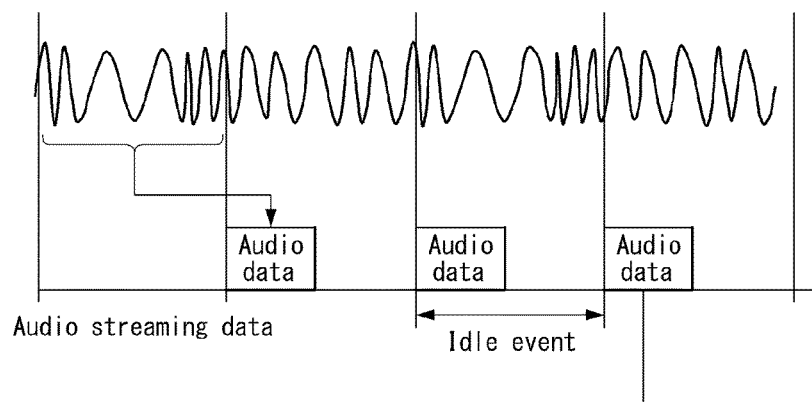 Audio
data
Audio
data
Audio
data
Audio streaming data
Idle event